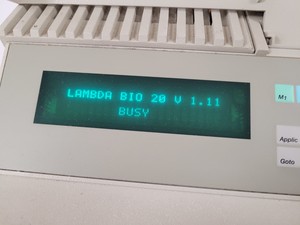 LAMBDA BIO 20 V 1.11
BUSY
M1
Applic
Goto